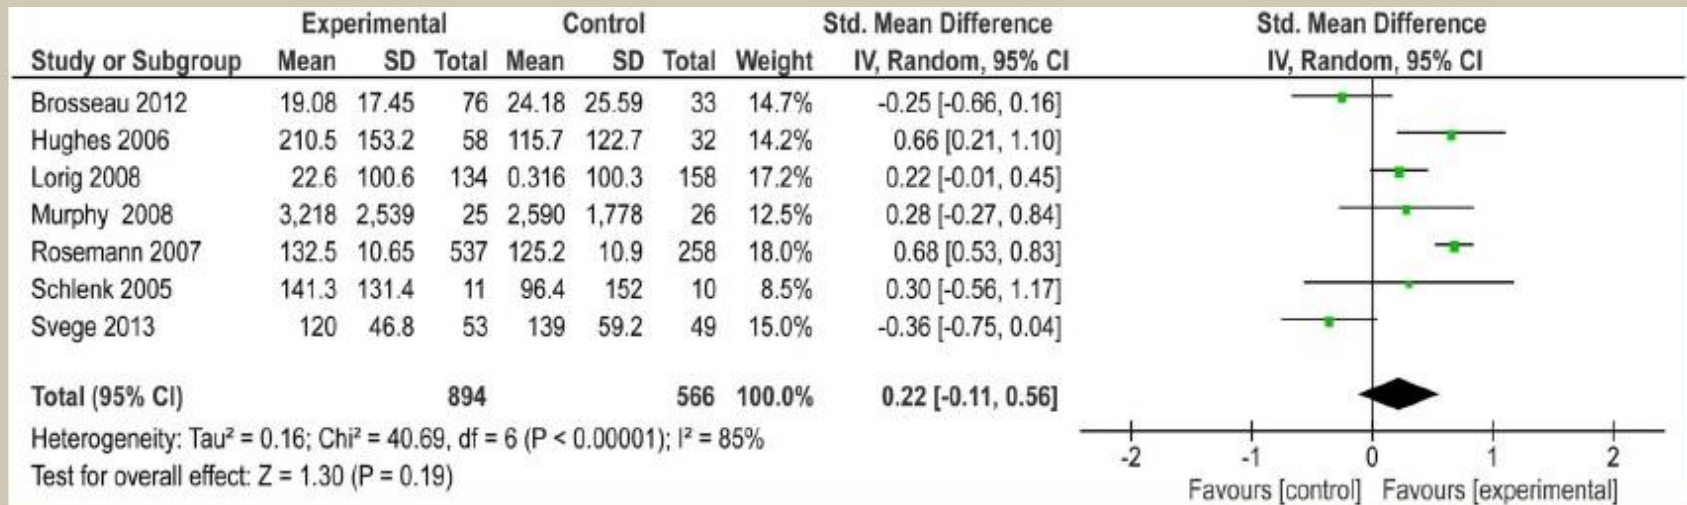 Experimental Control Std. Mean Difference Std. Mean Difference
Study or Subgroup Mean SD Total Mean SD Total Weight IV, Random, 95% CI IV, Random, 95% CI
Brosseau 2012 19.08 17.45 76 24.18 25.59 33 14.7% -0.25 [-0.66, 0.16]
Hughes 2006 210.5 153.2 58 115.7 122.7 32 14.2% 0.66 [0.21, 1.10]
Lorig 2008 22.6 100.6 134 0.316 100.3 158 17.2% 0.22 [-0.01, 0.45]
Murphy 2008 3,218 2,539 25 2,590 1,778 26 12.5% 0.28 [-0.27, 0.84]
Rosemann 2007 132.5 10.65 537 125.2 10.9 258 18.0% 0.68 [0.53, 0.83]
Schlenk 2005 141.3 131.4 11 96.4 152 10 8.5% 0.30 [-0.56, 1.17]
Svege 2013 120 46.8 53 139 59.2 49 15.0% -0.36 [-0.75, 0.04]
Total (95% CI) 894 566 100.0% 0.22 [-0.11, 0.56]
Heterogeneity: Tau² = 0.16; Chi² = 40.69, df = 6 (P < 0.00001); I² = 85%
Test for overall effect: Z = 1.30 (P = 0.19)
-2 -1 0 1 2
Favours [control] Favours [experimental]